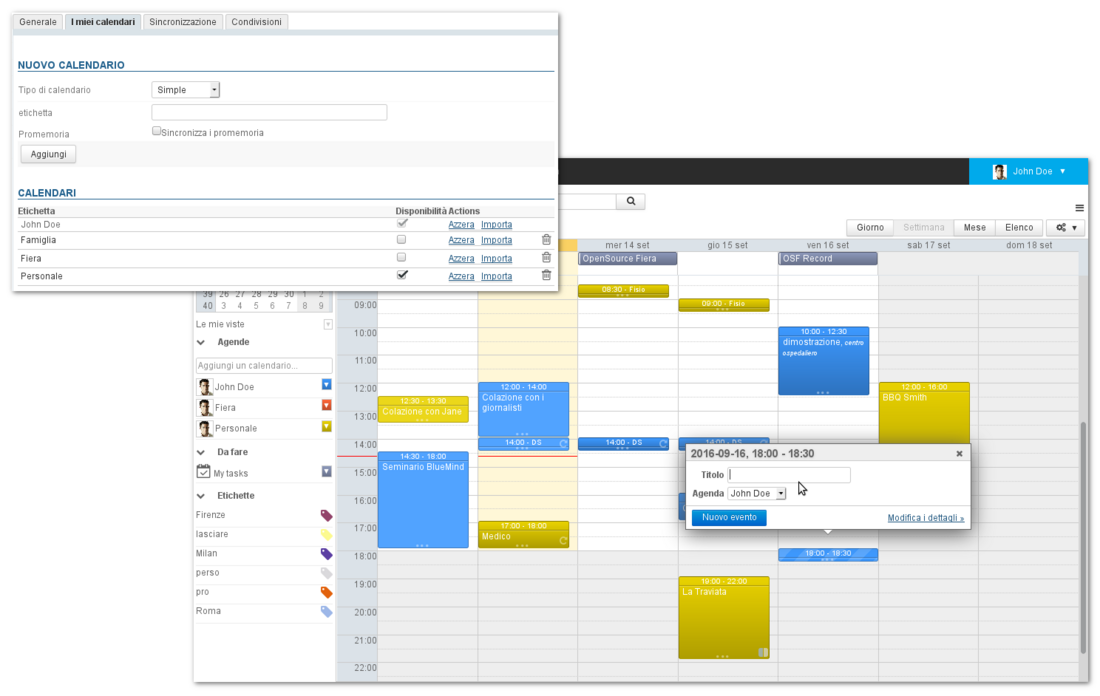 Generale I miei calendari Sincronizzazione Condivisioni
NUOVO CALENDARIO
Tipo di calendario Simple
etichetta
Promemoria Sincronizza i promemoria
Aggiungi
CALENDARI
Etichetta Disponibilità Actions
John Doe Azzera Importa
Famiglia Azzera Importa
Fiera Azzera Importa
Personale Azzera Importa
John Doe
Giorno Settimana Mese Elenco
mer 14 set gio 15 set ven 16 set sab 17 set dom 18 set
OpenSource Fiera OSF Record
39 26 27 28 29 30 1 2
40 3 4 5 6 7 8 9
Le mie viste
Agende
Aggiungi un calendario...
John Doe
Fiera
Personale
Da fare
My tasks
Etichette
Firenze
lasciare
Milan
perso
pro
Roma
09:00
10:00
11:00
12:00
13:00
14:00
15:00
16:00
17:00
18:00
19:00
20:00
21:00
22:00
12:30 - 13:30
Colazione con Jane
14:30 - 18:00
Seminario BlueMind
12:00 - 14:00
Colazione con i
giornalisti
14:00 - DS
17:00 - 18:00
Medico
08:30 - Fisio
14:00 - DS
09:00 - Fisio
14:00 - DS
19:00 - 22:00
La Traviata
10:00 - 12:30
dimostrazione, centro
ospedaliero
18:00 - 18:30
12:00 - 16:00
BBQ Smith
2016-09-16, 18:00 - 18:30
Titolo
Agenda John Doe
Nuovo evento Modifica i dettagli »